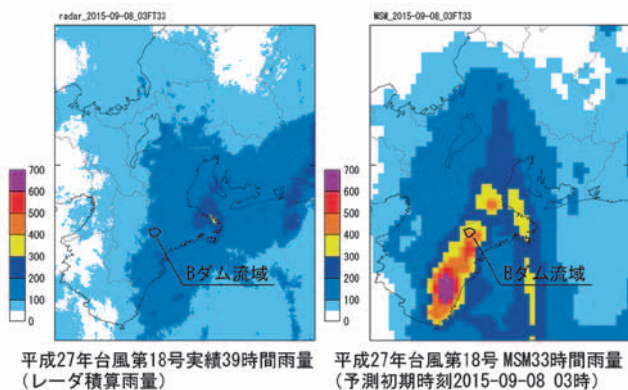 radar_2015-09-08_03FT33
700
600
500
400
300
200
100
0
Bダム流域
平成27年台風第18号実績39時間雨量
(レーダ積算雨量)
MSM_2015-09-08_03FT33
700
600
500
400
300
200
100
0
Bダム流域
平成27年台風第18号 MSM33時間雨量
(予測初期時刻2015-09-08 03時)